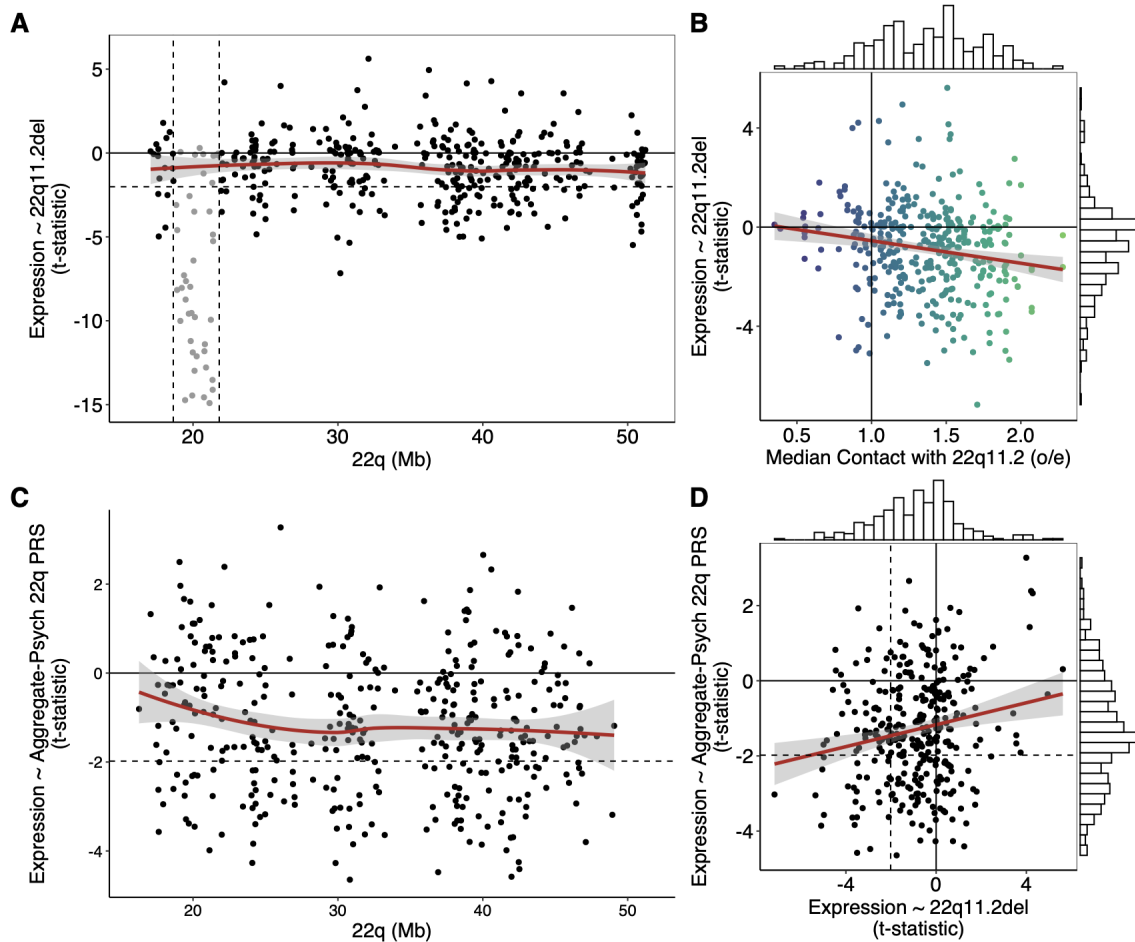 A
Expression ~ 22q11.2del
(t-statistic)
5
0
-5
-10
-15
20
30
40
50
22q (Mb)
B
Expression ~ 22q11.2del
(t-statistic)
4
0
-4
0.5
1.0
1.5
2.0
Median Contact with 22q11.2 (o/e)
C
Expression ~ Aggregate-Psych 22q PRS
(t-statistic)
2
0
-2
-4
20
30
40
50
22q (Mb)
D
Expression ~ Aggregate-Psych 22q PRS
(t-statistic)
2
0
-2
-4
-4
0
4
Expression ~ 22q11.2del
(t-statistic)